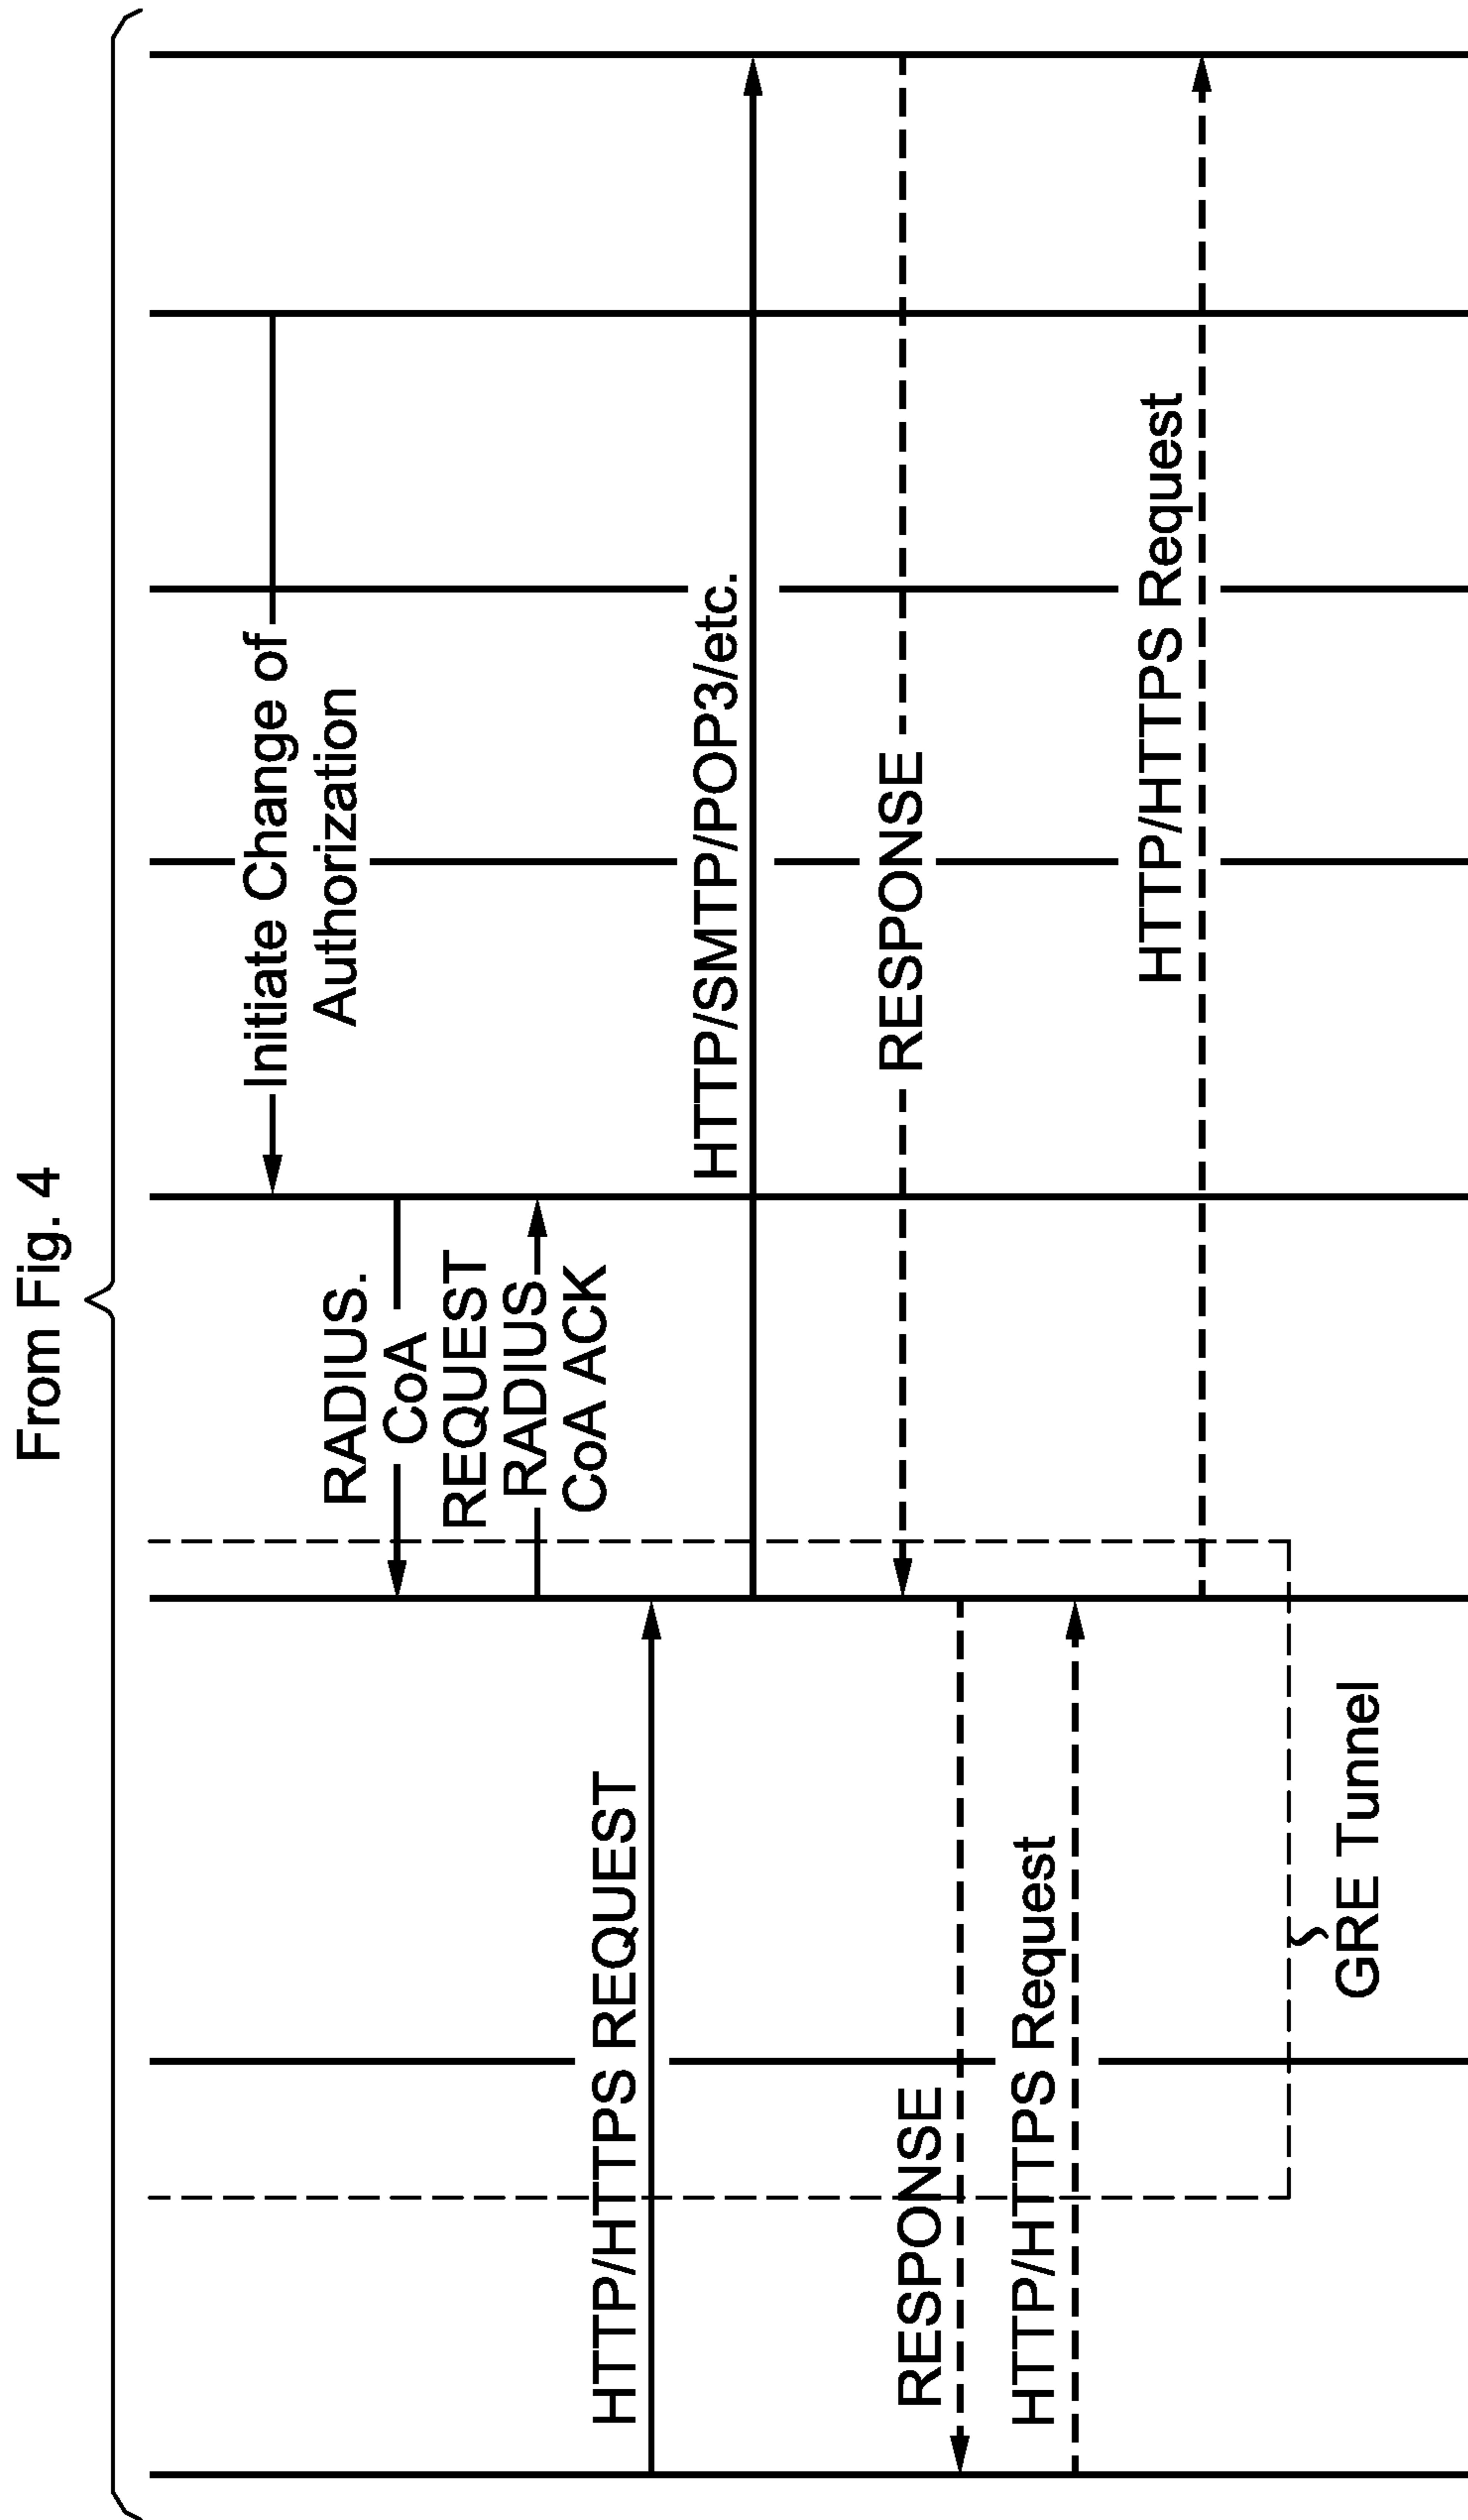 From Fig. 4
Initiate Change of
Authorization
RADIUS.
CoA
REQUEST
RADIUS
CoA ACK
HTTP/HTTPS REQUEST
HTTP/SMTP/POP3/etc.
RESPONSE
RESPONSE
HTTP/HTTPS Request
HTTP/HTTPS Request
GRE Tunnel